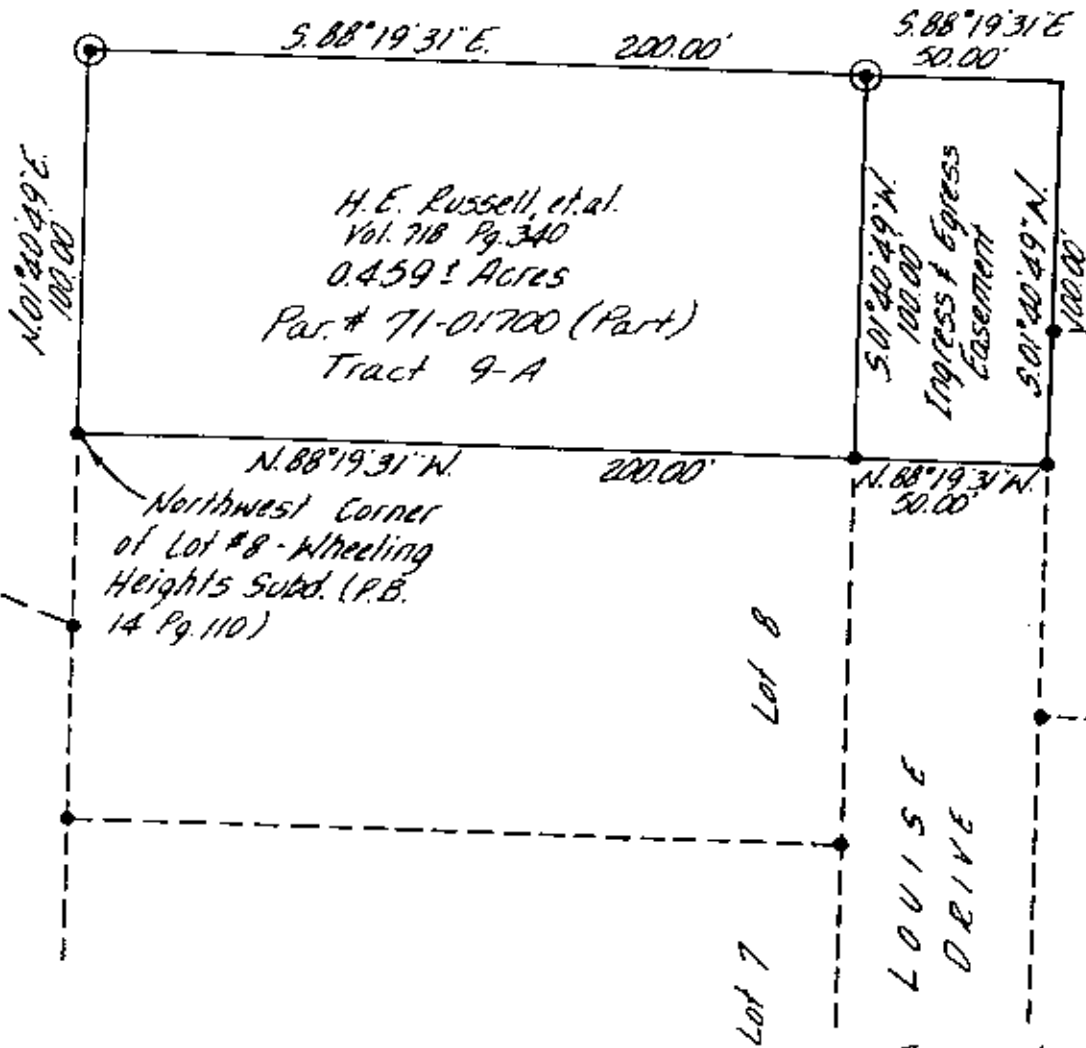 S.88°19'31"E. 200.00'
S.88°19'31"E
50.00'
N.01°40'49"E.
100.00'
H.E. Russell, et.al.
Vol. 718 Pg. 340
0.459± Acres
Par.# 71-01700 (Part)
Tract 9-A
S.01°40'49"W.
100.00'
Ingress & Egress
Easement
S.01°40'49"W.
100.00'
N.88°19'31"W. 200.00'
N.88°19'31"W.
50.00'
Northwest Corner
of Lot #8 - Wheeling
Heights Subd. (P.B.
14 Pg. 110)
Lot 8
Lot 7
LOUISE
DRIVE